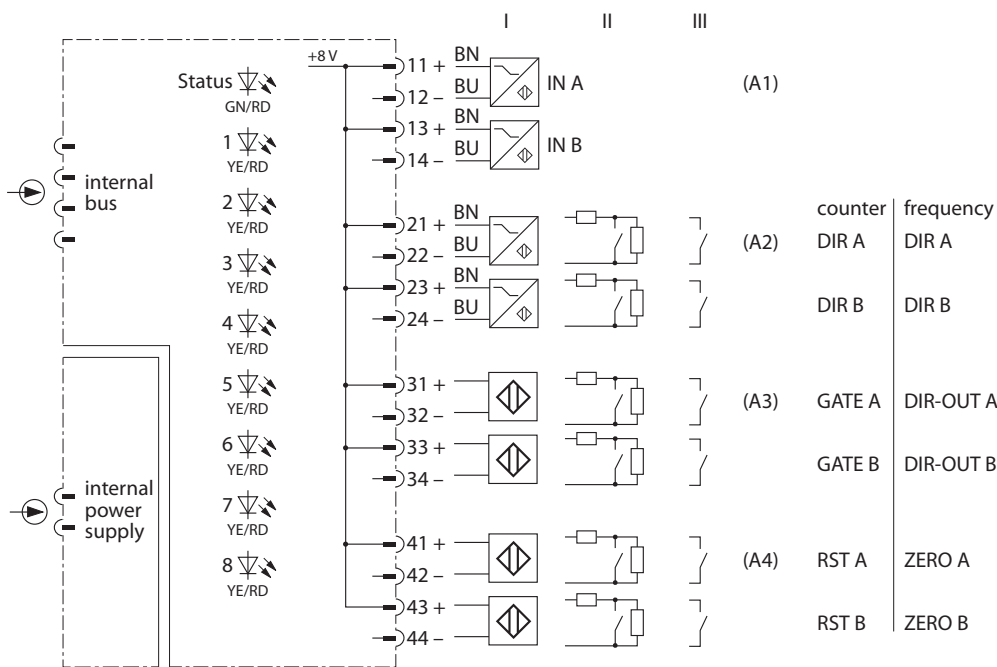 I II III
+8 V
Status
GN/RD
1
YE/RD
2
YE/RD
3
YE/RD
4
YE/RD
5
YE/RD
6
YE/RD
7
YE/RD
8
YE/RD
internal
bus
internal
power
supply
11 + BN
12 – BU
IN A
(A1)
13 + BN
14 – BU
IN B
counter frequency
21 + BN
22 – BU
(A2) DIR A DIR A
23 + BN
24 – BU
DIR B DIR B
31 +
32 –
(A3) GATE A DIR-OUT A
33 +
34 –
GATE B DIR-OUT B
41 +
42 –
(A4) RST A ZERO A
43 +
44 –
RST B ZERO B